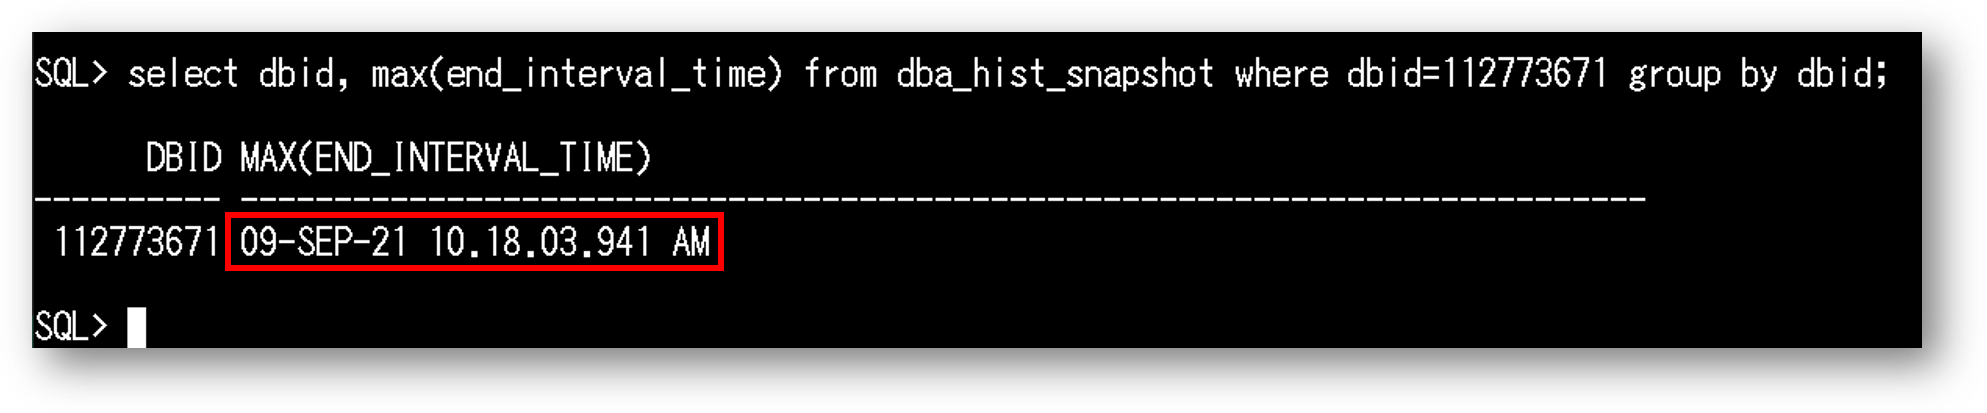 SQL> select dbid, max(end_interval_time) from dba_hist_snapshot where dbid=112773671 group by dbid;
      DBID MAX(END_INTERVAL_TIME)
---------- ---------------------------------------------------------------------------
 112773671 09-SEP-21 10.18.03.941 AM
SQL>